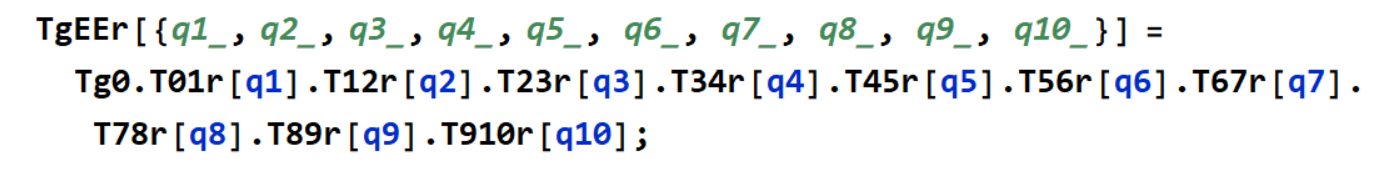 TgEEr[{q1_, q2_, q3_, q4_, q5_, q6_, q7_, q8_, q9_, q10_}] =
Tg0.T01r[q1].T12r[q2].T23r[q3].T34r[q4].T45r[q5].T56r[q6].T67r[q7].
T78r[q8].T89r[q9].T910r[q10];